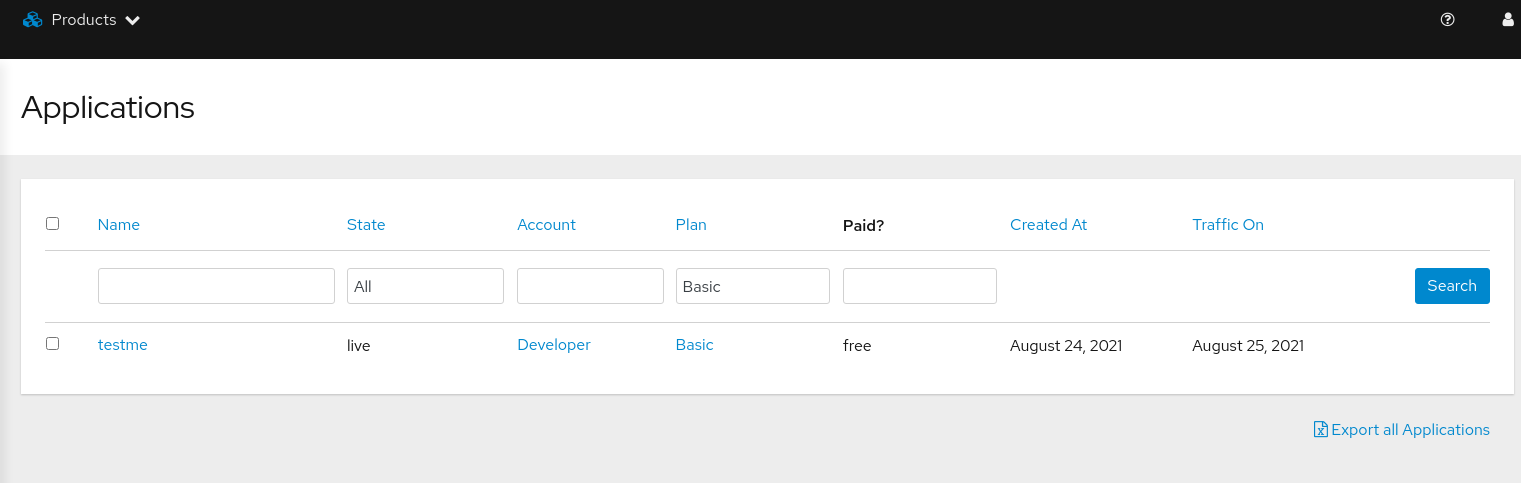 Products
Applications
Name State Account Plan Paid? Created At Traffic On
All Basic Search
testme live Developer Basic free August 24, 2021 August 25, 2021
Export all Applications